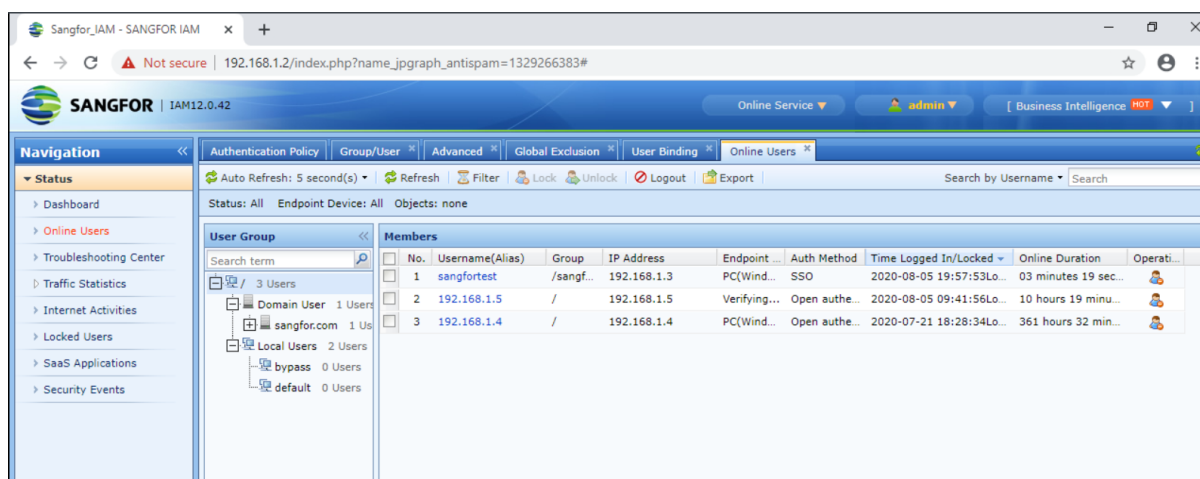 Sangfor_IAM - SANGFOR IAM
Not secure 192.168.1.2/index.php?name_jpgraph_antispam=1329266383#
SANGFOR | IAM12.0.42 Online Service admin [ Business Intelligence HOT ]
Navigation Authentication Policy Group/User Advanced Global Exclusion User Binding Online Users
Status Auto Refresh: 5 second(s) Refresh Filter Lock Unlock Logout Export Search by Username Search
Dashboard Status: All Endpoint Device: All Objects: none
Online Users User Group Members
Troubleshooting Center Search term No. Username(Alias) Group IP Address Endpoint ... Auth Method Time Logged In/Locked Online Duration Operati...
Traffic Statistics / 3 Users 1 sangfortest /sangf... 192.168.1.3 PC(Wind... SSO 2020-08-05 19:57:53Lo... 03 minutes 19 sec...
Internet Activities Domain User 1 Users 2 192.168.1.5 / 192.168.1.5 Verifying... Open authe... 2020-08-05 09:41:56Lo... 10 hours 19 minu...
Locked Users sangfor.com 1 Us 3 192.168.1.4 / 192.168.1.4 PC(Wind... Open authe... 2020-07-21 18:28:34Lo... 361 hours 32 min...
Local Users 2 Users
SaaS Applications bypass 0 Users
Security Events default 0 Users